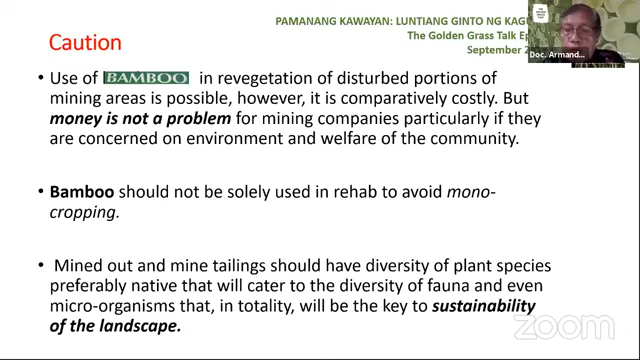 PAMANANG KAWAYAN: LUNTIANG GINTO NG
The Golden Grass Talk
September
Caution
Doc. Armand...
• Use of BAMBOO in revegetation of disturbed portions of
mining areas is possible, however, it is comparatively costly. But
money is not a problem for mining companies particularly if they
are concerned on environment and welfare of the community.
• Bamboo should not be solely used in rehab to avoid mono-
cropping.
• Mined out and mine tailings should have diversity of plant species
preferably native that will cater to the diversity of fauna and even
micro-organisms that, in totality, will be the key to sustainability
of the landscape.
zoom